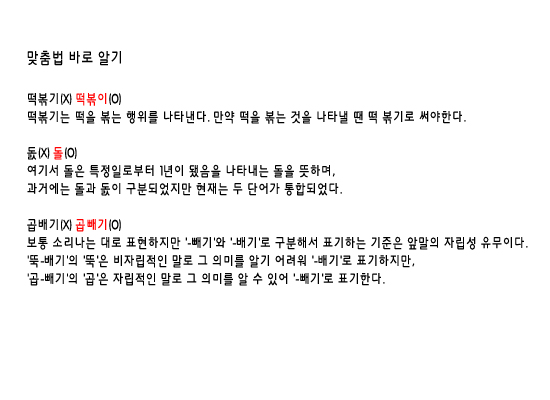 맞춤법 바로 알기
떡볶기(X) 떡볶이(O)
떡볶기는 떡을 볶는 행위를 나타낸다. 만약 떡을 볶는 것을 나타낼 땐 떡 볶기로 써야한다.
돐(X) 돌(O)
여기서 돌은 특정일로부터 1년이 됐음을 나타내는 돌을 뜻하며,
과거에는 돌과 돐이 구분되었지만 현재는 두 단어가 통합되었다.
곱배기(X) 곱빼기(O)
보통 소리나는 대로 표현하지만 '-빼기'와 '-배기'로 구분해서 표기하는 기준은 앞말의 자립성 유무이다.
'뚝-배기'의 '뚝'은 비자립적인 말로 그 의미를 알기 어려워 '-배기'로 표기하지만,
'곱-빼기'의 '곱'은 자립적인 말로 그 의미를 알 수 있어 '-빼기'로 표기한다.